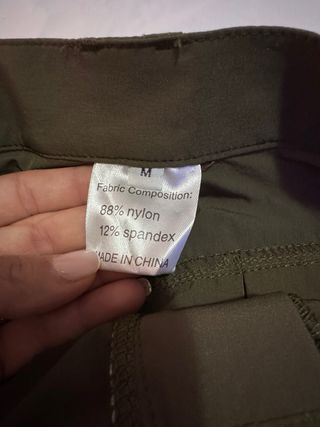 M
Fabric Composition:
88% nylon
12% spandex
MADE IN CHINA